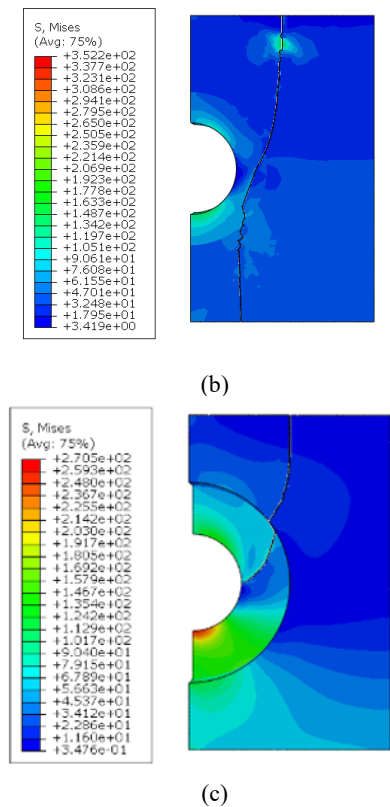 S, Mises
(Avg: 75%)
+3.522e+02
+3.377e+02
+3.231e+02
+3.086e+02
+2.941e+02
+2.795e+02
+2.650e+02
+2.505e+02
+2.359e+02
+2.214e+02
+2.069e+02
+1.923e+02
+1.778e+02
+1.633e+02
+1.487e+02
+1.342e+02
+1.197e+02
+1.051e+02
+9.061e+01
+7.608e+01
+6.155e+01
+4.701e+01
+3.248e+01
+1.795e+01
+3.419e+00
(b)
S, Mises
(Avg: 75%)
+2.705e+02
+2.593e+02
+2.480e+02
+2.367e+02
+2.255e+02
+2.142e+02
+2.030e+02
+1.917e+02
+1.805e+02
+1.692e+02
+1.579e+02
+1.467e+02
+1.354e+02
+1.242e+02
+1.129e+02
+1.017e+02
+9.040e+01
+7.915e+01
+6.789e+01
+5.663e+01
+4.537e+01
+3.412e+01
+2.286e+01
+1.160e+01
+3.476e-01
(c)